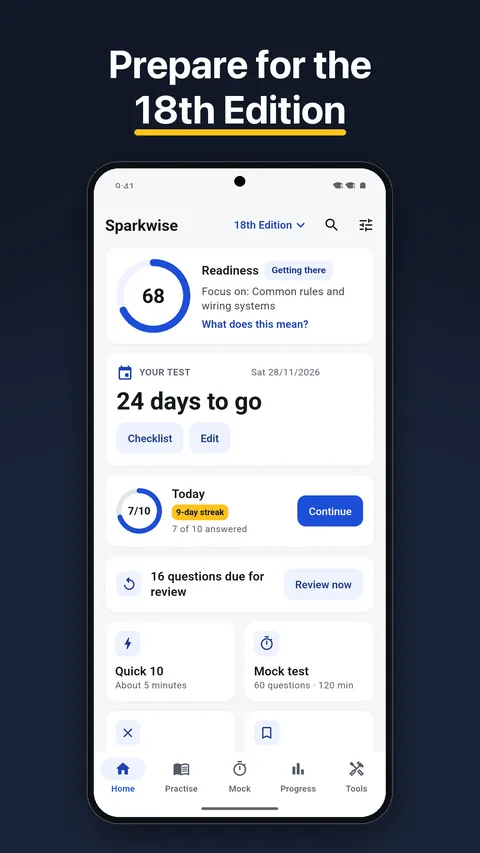 Prepare for the
18th Edition
9:41
Sparkwise
18th Edition
68
Readiness
Getting there
Focus on: Common rules and
wiring systems
What does this mean?
YOUR TEST
Sat 28/11/2026
24 days to go
Checklist
Edit
7/10
Today
9-day streak
7 of 10 answered
Continue
16 questions due for
review
Review now
Quick 10
About 5 minutes
Mock test
60 questions · 120 min
Home
Practise
Mock
Progress
Tools